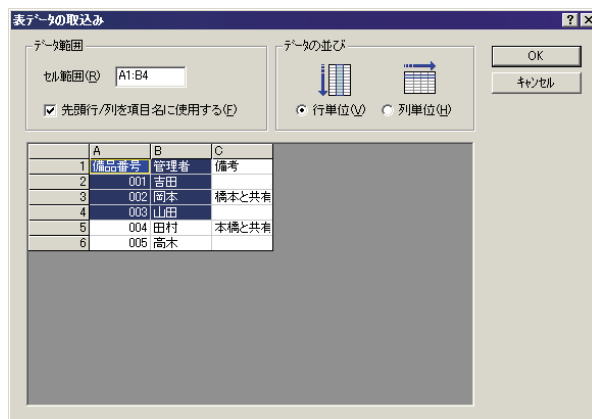 表データの取込み
データ範囲
セル範囲(R) A1:B4
先頭行/列を項目名に使用する(F)
データの並び
行単位(V) 列単位(H)
OK
キャンセル
A B C
1 備品番号 管理者 備考
2 001 吉田
3 002 岡本 橋本と共有
4 003 山田
5 004 田村 本橋と共有
6 005 高木